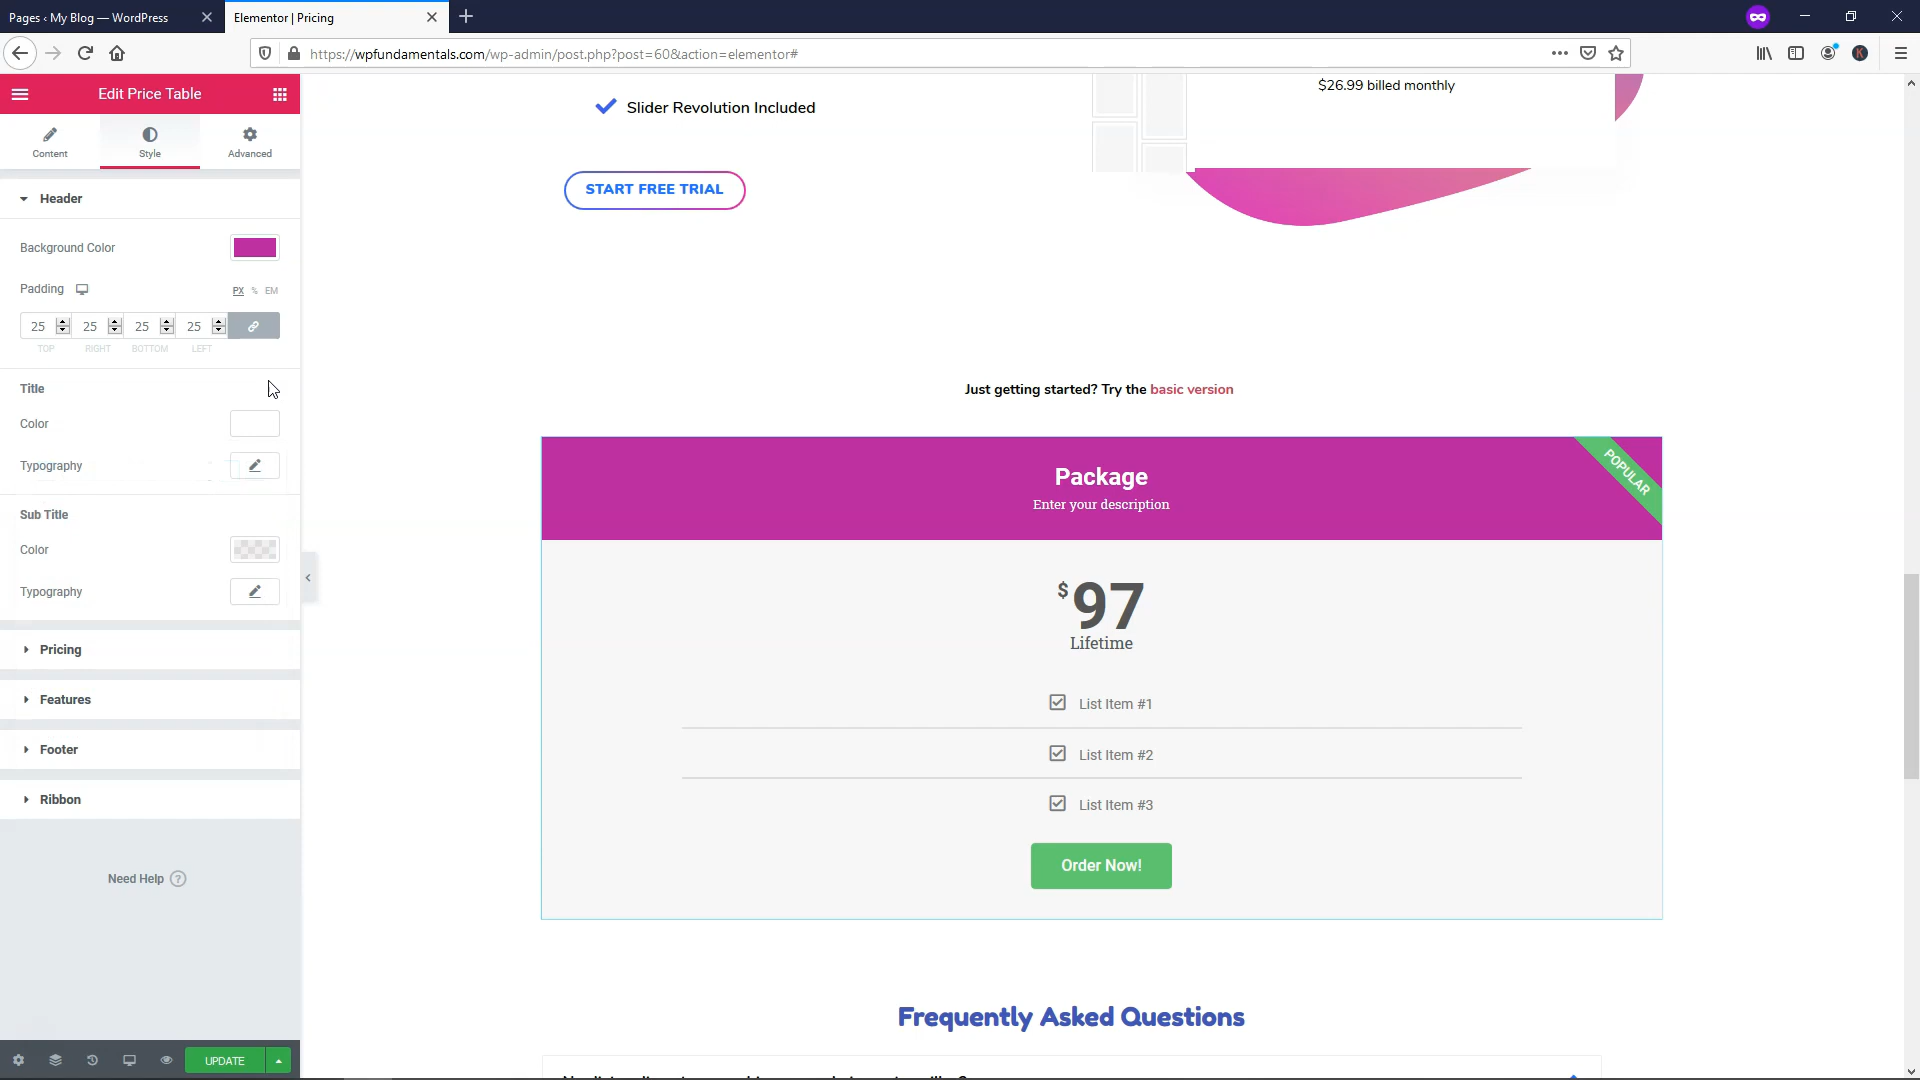 Pages ‹ My Blog — WordPress
Elementor | Pricing
https://wpfundamentals.com/wp-admin/post.php?post=60&action=elementor#
Edit Price Table
Content
Style
Advanced
Header
Background Color
Padding
PX % EM
25 25 25 25
TOP RIGHT BOTTOM LEFT
Title
Color
Typography
Sub Title
Color
Typography
Pricing
Features
Footer
Ribbon
Need Help ?
UPDATE
$26.99 billed monthly
Slider Revolution Included
START FREE TRIAL
Just getting started? Try the basic version
Package
Enter your description
POPULAR
$97
Lifetime
List Item #1
List Item #2
List Item #3
Order Now!
Frequently Asked Questions